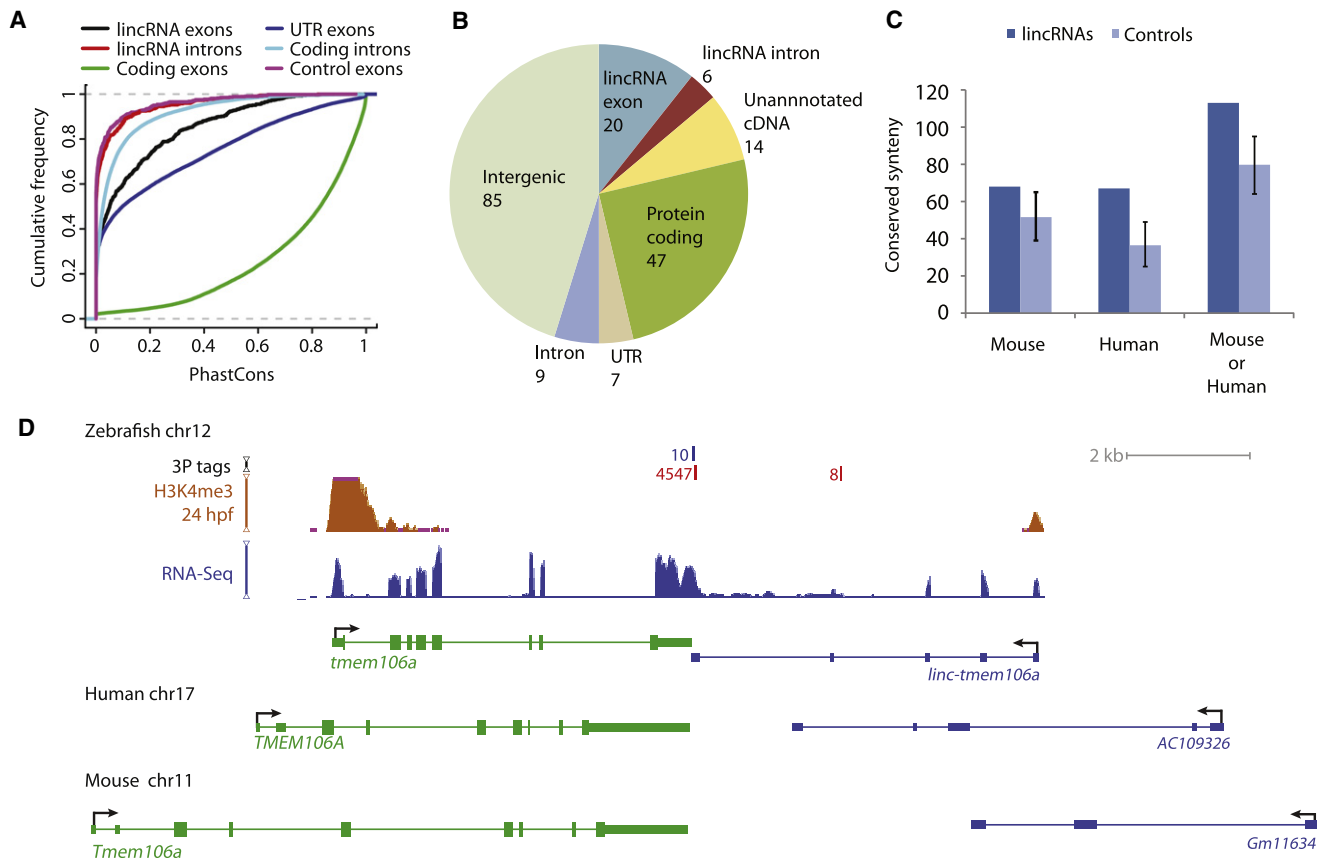 A
lincRNA exons
lincRNA introns
Coding exons
UTR exons
Coding introns
Control exons
Cumulative frequency
1
0.8
0.6
0.4
0.2
0
0 0.2 0.4 0.6 0.8 1
PhastCons
B
lincRNA
exon
20
lincRNA intron
6
Unannnotated
cDNA
14
Protein
coding
47
UTR
7
Intron
9
Intergenic
85
C
lincRNAs Controls
Conserved synteny
120
100
80
60
40
20
0
Mouse
Human
Mouse
or
Human
D
Zebrafish chr12
3P tags
10
4547
8
2 kb
H3K4me3
24 hpf
RNA-Seq
tmem106a
linc-tmem106a
Human chr17
TMEM106A
AC109326
Mouse chr11
Tmem106a
Gm11634